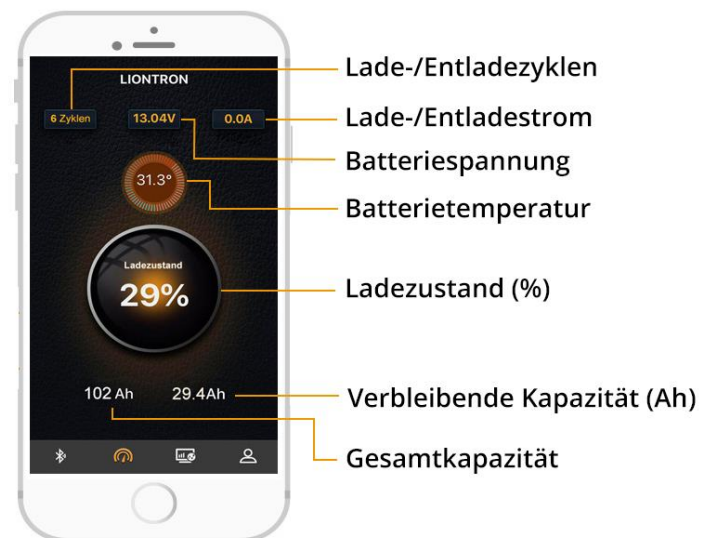 LIONTRON
6 Zyklen
13.04V
0.0A
31.3°
Ladezustand
29%
102 Ah
29.4Ah
Lade-/Entladezyklen
Lade-/Entladestrom
Batteriespannung
Batterietemperatur
Ladezustand (%)
Verbleibende Kapazität (Ah)
Gesamtkapazität